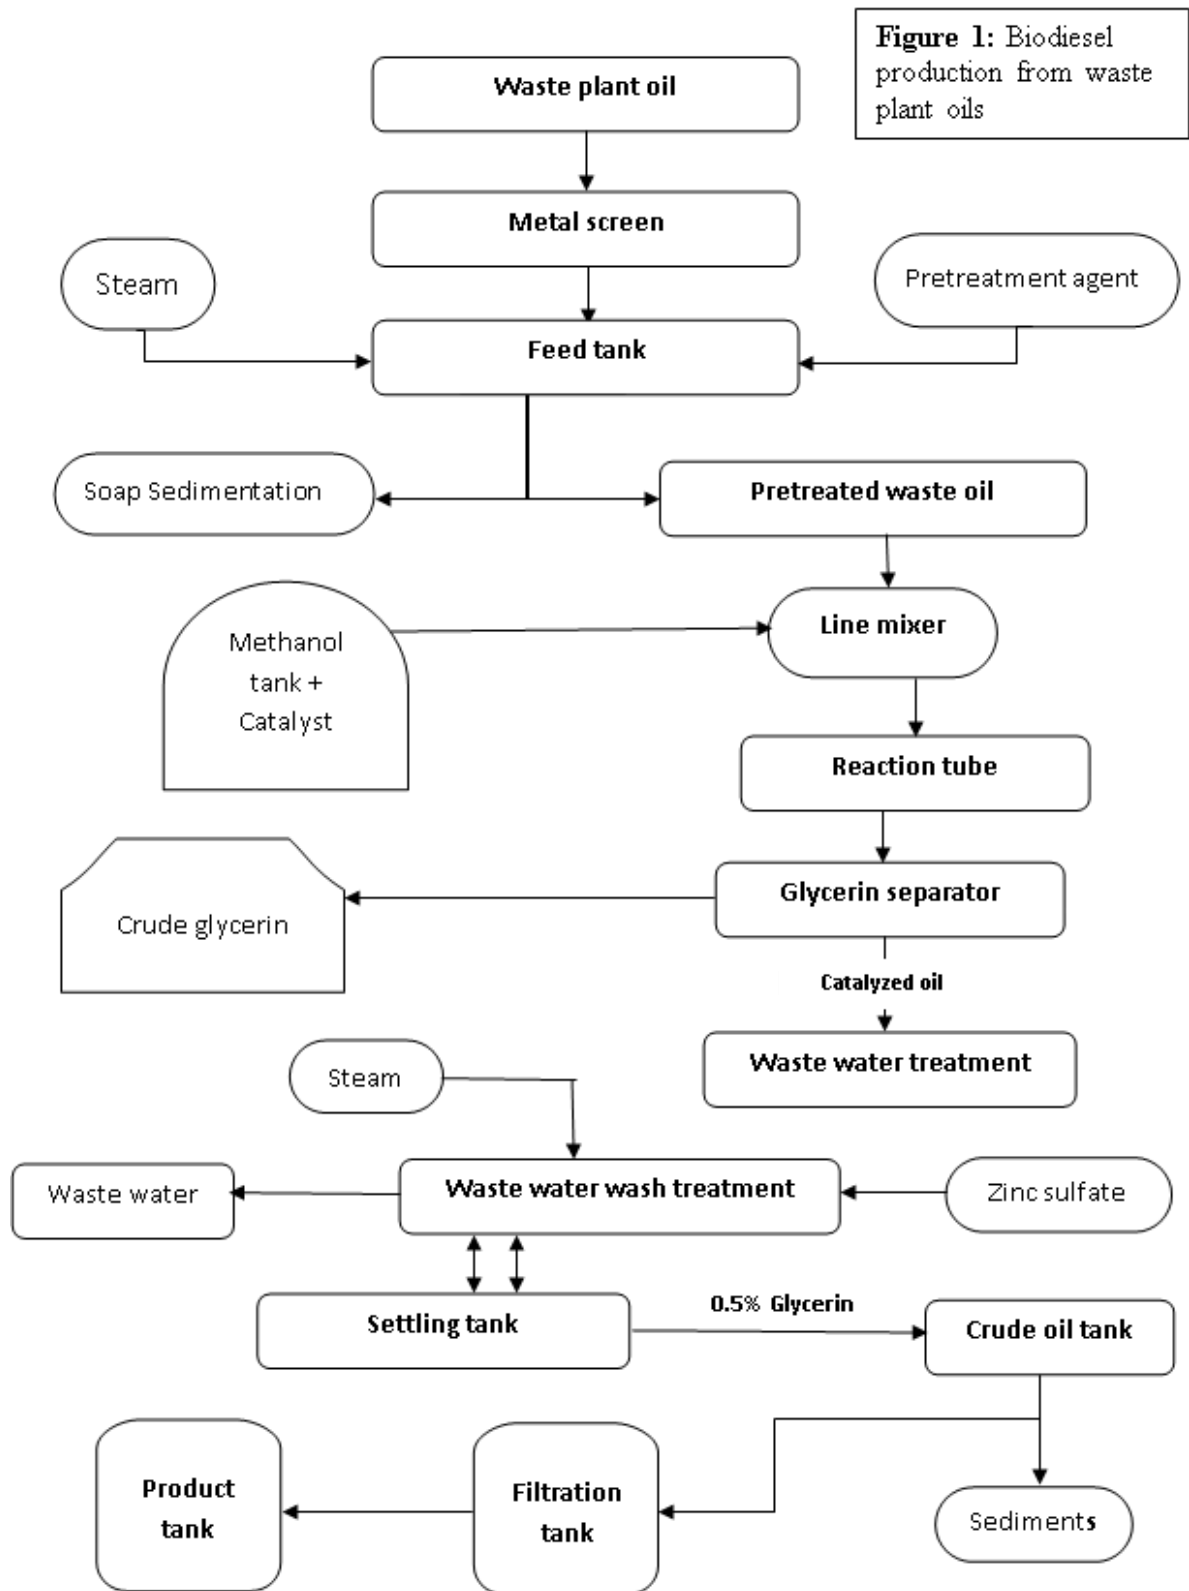 Figure 1: Biodiesel
production from waste
plant oils
Waste plant oil
Metal screen
Steam
Pretreatment agent
Feed tank
Soap Sedimentation
Pretreated waste oil
Methanol
tank +
Catalyst
Line mixer
Reaction tube
Glycerin separator
Crude glycerin
Catalyzed oil
Waste water treatment
Steam
Waste water
Waste water wash treatment
Zinc sulfate
Settling tank
0.5% Glycerin
Crude oil tank
Product
tank
Filtration
tank
Sediments